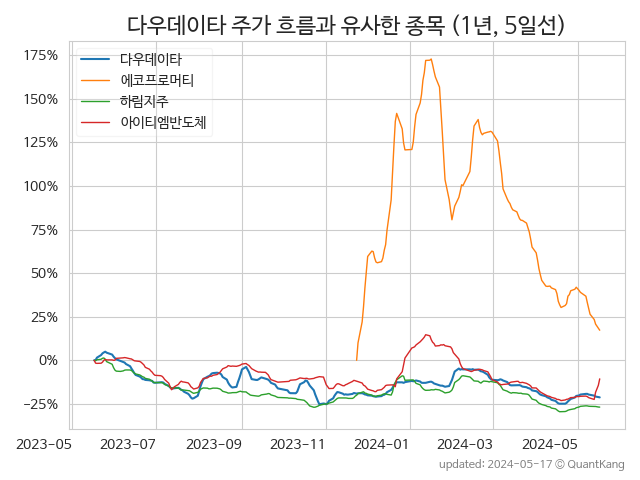 다우데이타 주가 흐름과 유사한 종목 (1년, 5일선)
다우데이타
에코프로머티
하림지주
아이티엠반도체
175%
150%
125%
100%
75%
50%
25%
0%
−25%
2023-05 2023-07 2023-09 2023-11 2024-01 2024-03 2024-05
updated: 2024-05-17 © QuantKang